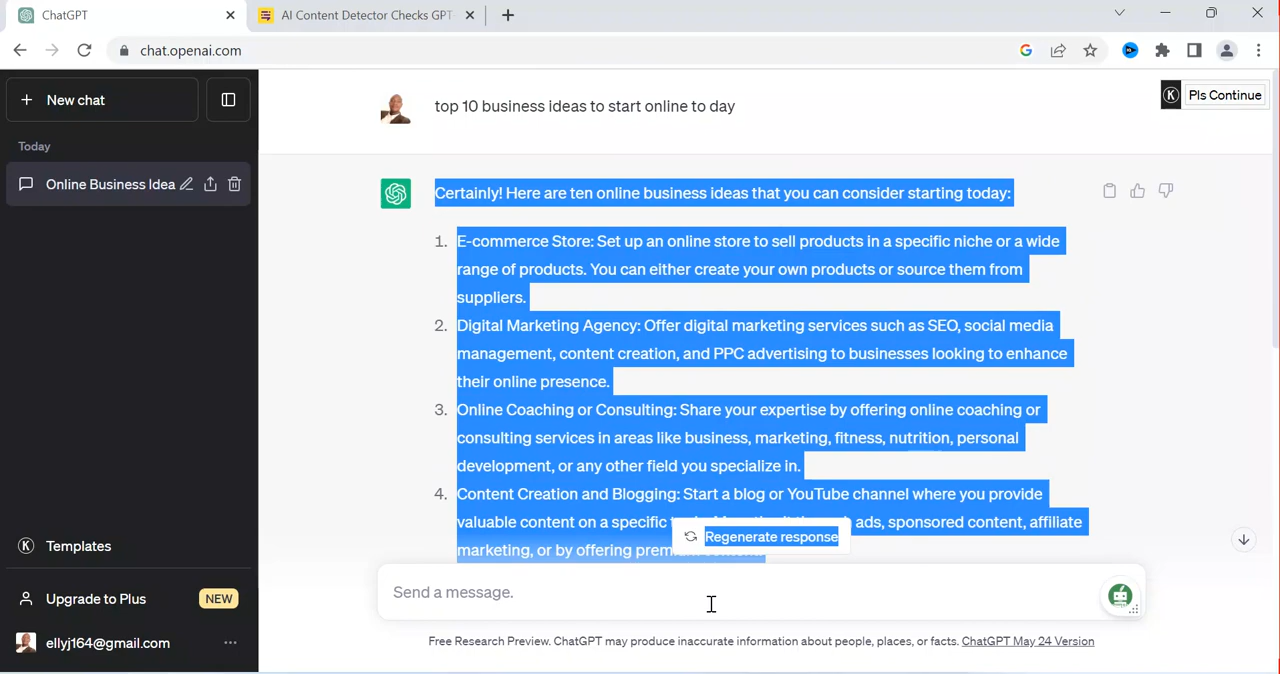 ChatGPT
AI Content Detector Checks GPT
chat.openai.com
New chat
Today
Online Business Idea
Templates
Upgrade to Plus NEW
ellyj164@gmail.com
top 10 business ideas to start online to day
K Pls Continue
Certainly! Here are ten online business ideas that you can consider starting today:
1. E-commerce Store: Set up an online store to sell products in a specific niche or a wide
range of products. You can either create your own products or source them from
suppliers.
2. Digital Marketing Agency: Offer digital marketing services such as SEO, social media
management, content creation, and PPC advertising to businesses looking to enhance
their online presence.
3. Online Coaching or Consulting: Share your expertise by offering online coaching or
consulting services in areas like business, marketing, fitness, nutrition, personal
development, or any other field you specialize in.
4. Content Creation and Blogging: Start a blog or YouTube channel where you provide
valuable content on a specific ads, sponsored content, affiliate
marketing, or by offering
Regenerate response
Send a message.
Free Research Preview. ChatGPT may produce inaccurate information about people, places, or facts. ChatGPT May 24 Version